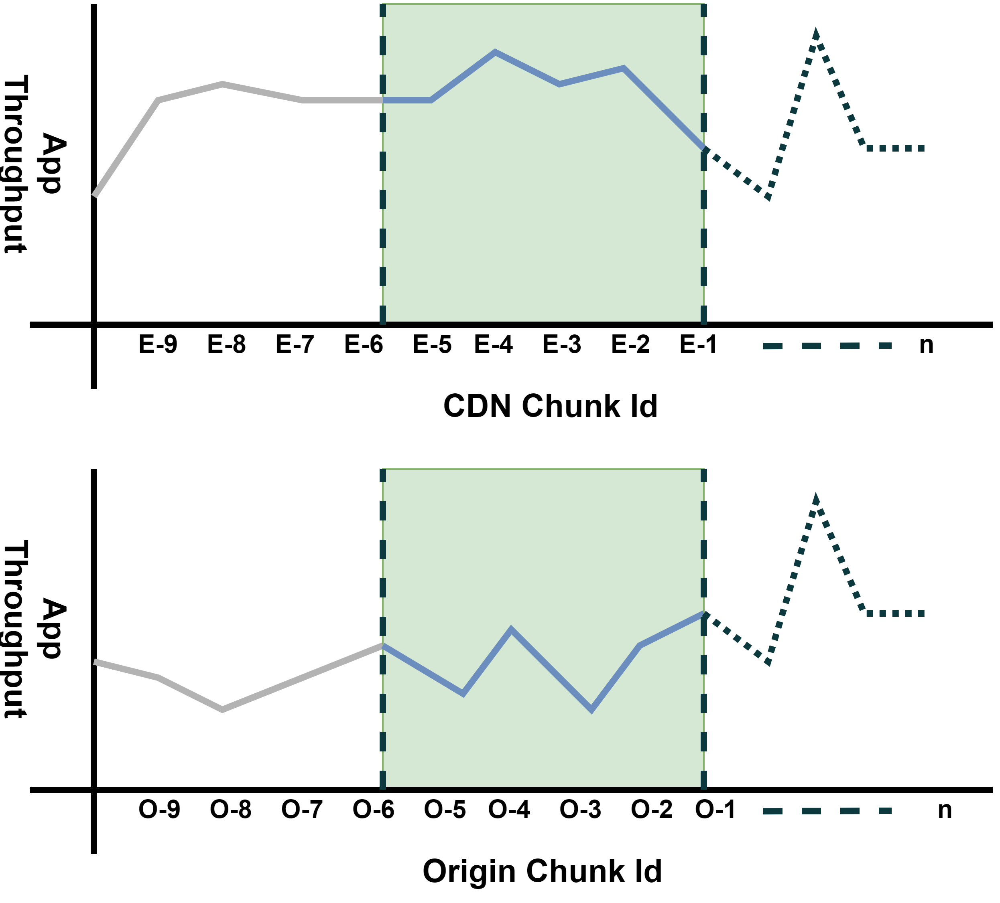 App
Throughput
E-9 E-8 E-7 E-6 E-5 E-4 E-3 E-2 E-1 n
CDN Chunk Id
App
Throughput
O-9 O-8 O-7 O-6 O-5 O-4 O-3 O-2 O-1 n
Origin Chunk Id